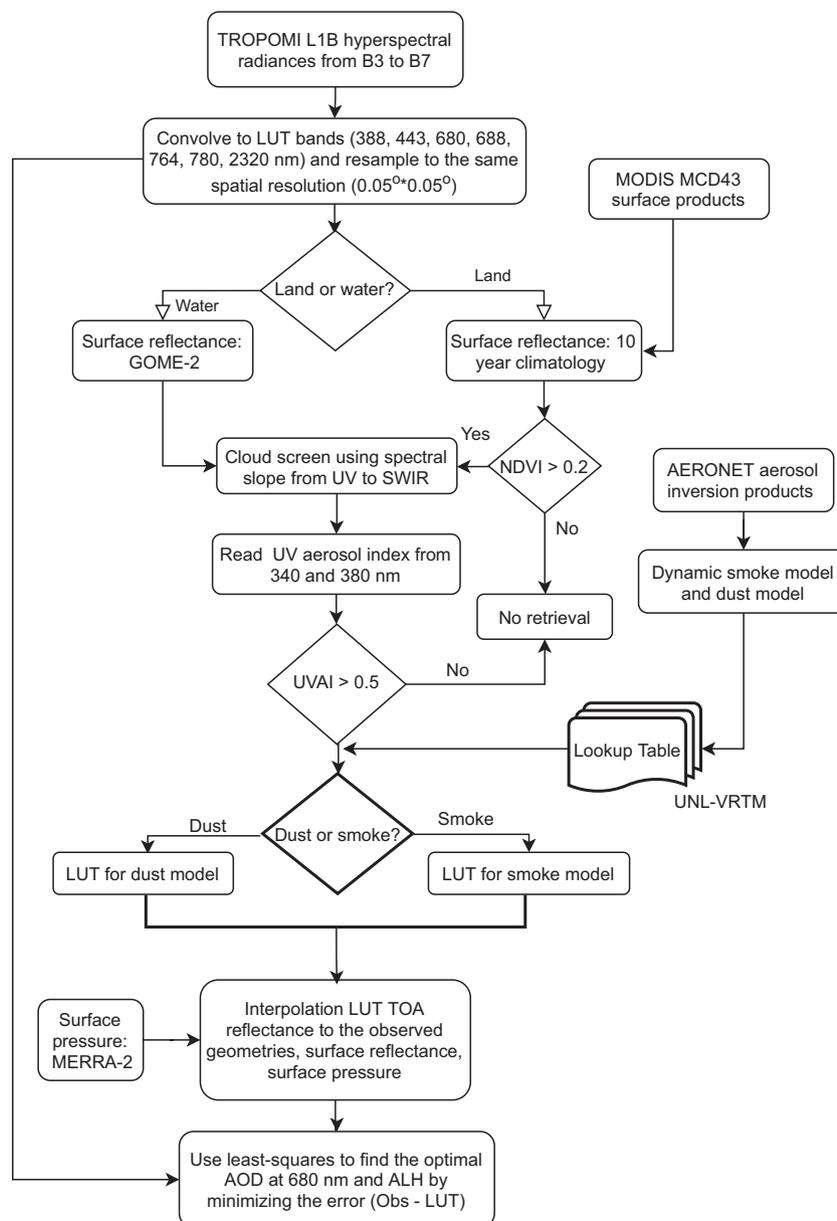 TROPOMI L1B hyperspectral
radiances from B3 to B7
Convolve to LUT bands (388, 443, 680, 688,
764, 780, 2320 nm) and resample to the same
spatial resolution (0.05º*0.05º)
MODIS MCD43
surface products
Land or water?
Water
Land
Surface reflectance:
GOME-2
Surface reflectance: 10
year climatology
Yes
NDVI > 0.2
Cloud screen using spectral
slope from UV to SWIR
AERONET aerosol
inversion products
No
Read  UV aerosol index from
340 and 380 nm
Dynamic smoke model
and dust model
No retrieval
UVAI > 0.5
No
Lookup Table
UNL-VRTM
Dust or smoke?
Dust
Smoke
LUT for dust model
LUT for smoke model
Surface
pressure:
MERRA-2
Interpolation LUT TOA
reflectance to the observed
geometries, surface reflectance,
surface pressure
Use least-squares to find the optimal
AOD at 680 nm and ALH by
minimizing the error (Obs - LUT)